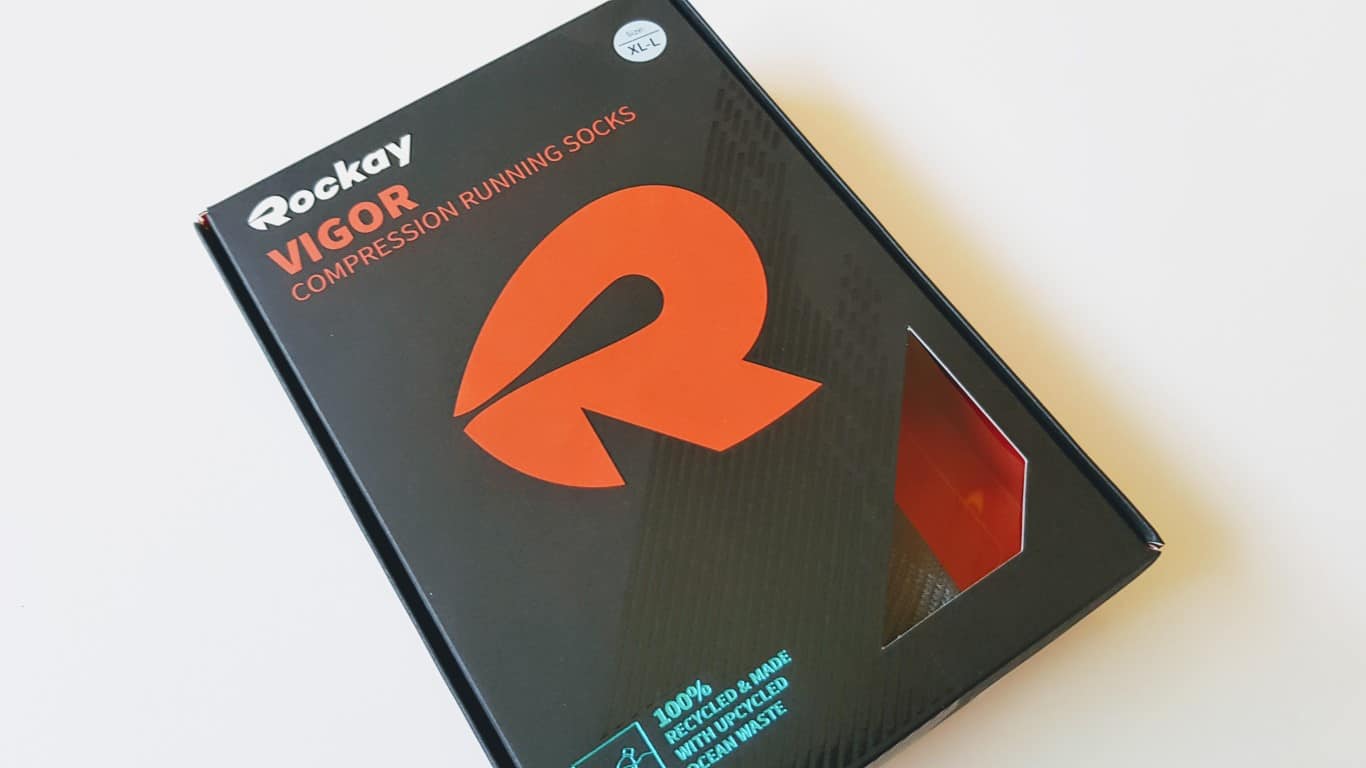 Size:
XL-L
Rockay
VIGOR
COMPRESSION RUNNING SOCKS
100%
RECYCLED & MADE
WITH UPCYCLED
OCEAN WASTE